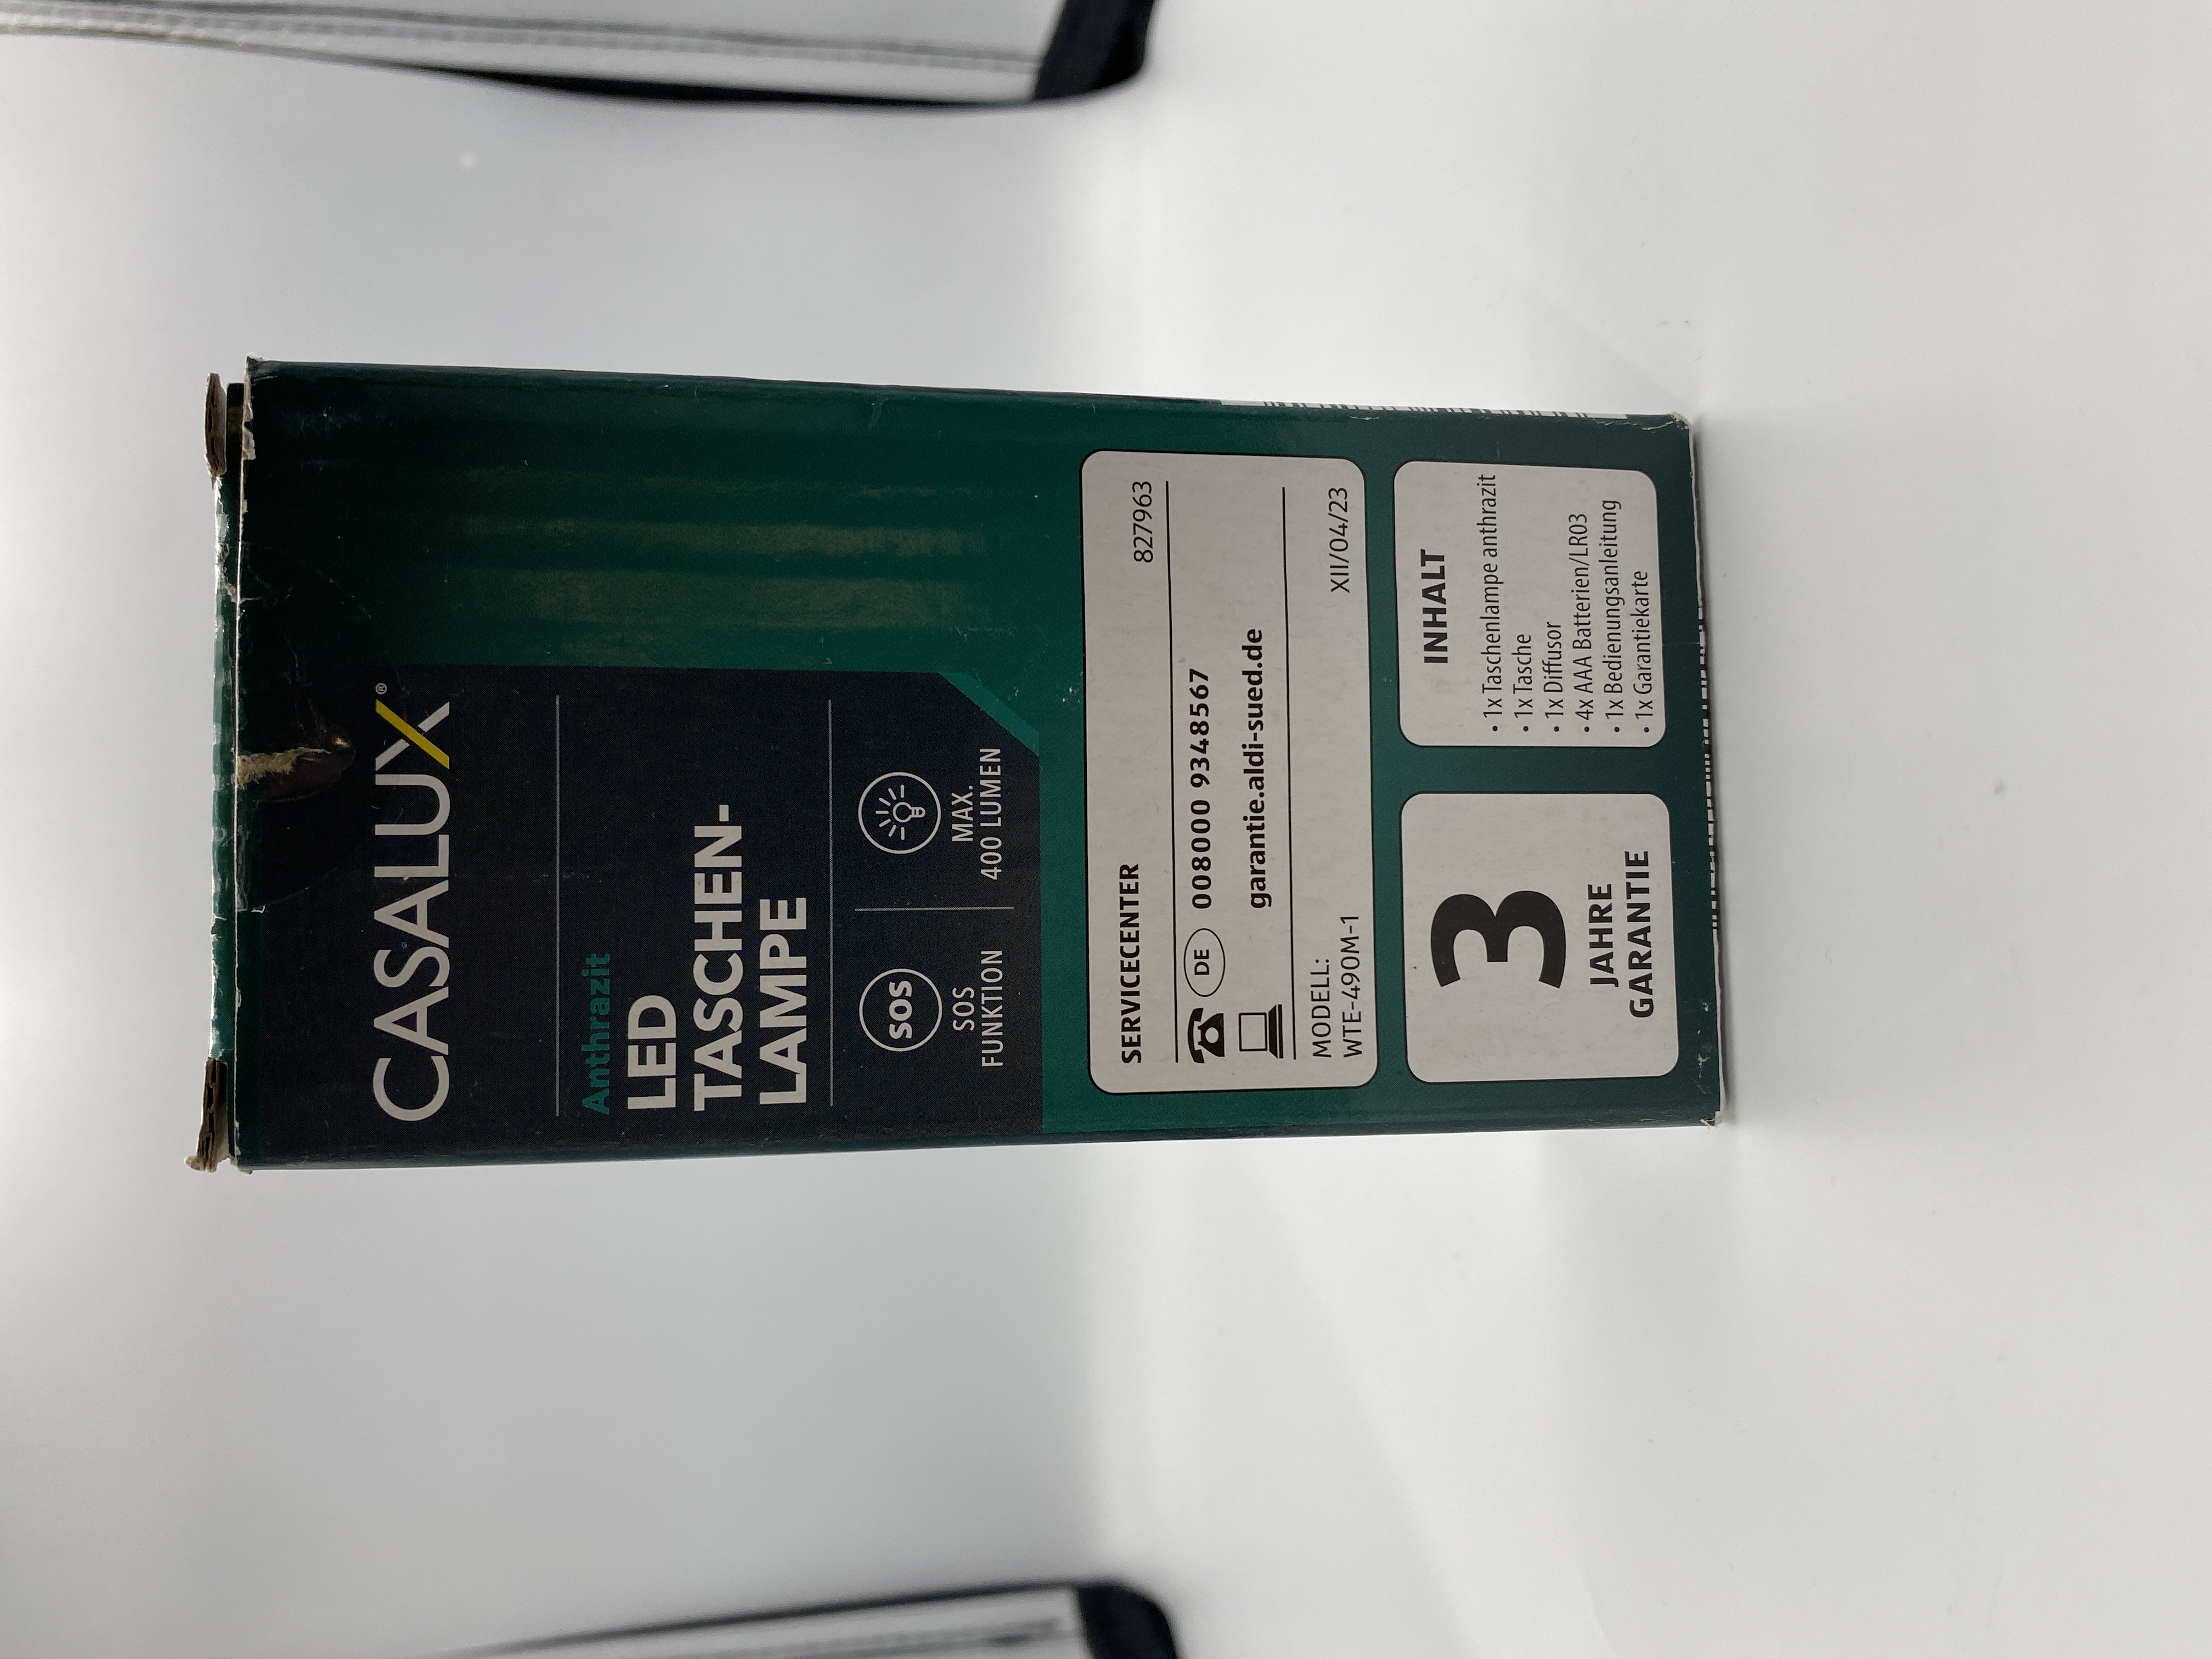 CASALUX®
Anthrazit
LED
TASCHEN-
LAMPE
SOS
SOS
FUNKTION
MAX.
400 LUMEN
SERVICECENTER 827963
DE 008000 9348567
garantie.aldi-sued.de
MODELL:
WTE-490M-1 XII/04/23
3
JAHRE
GARANTIE
INHALT
• 1x Taschenlampe anthrazit
• 1x Tasche
• 1x Diffusor
• 4x AAA Batterien/LR03
• 1x Bedienungsanleitung
• 1x Garantiekarte